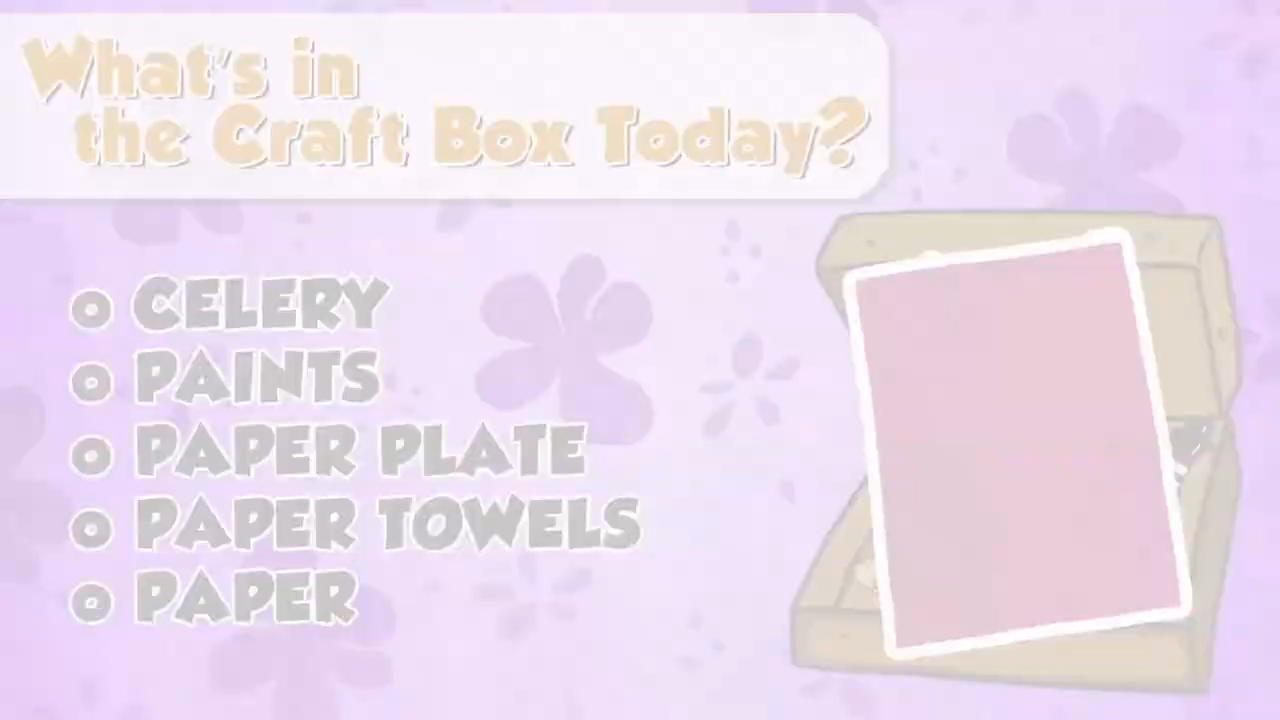 What's in
the Craft Box Today?
CELERY
PAINTS
PAPER PLATE
PAPER TOWELS
PAPER